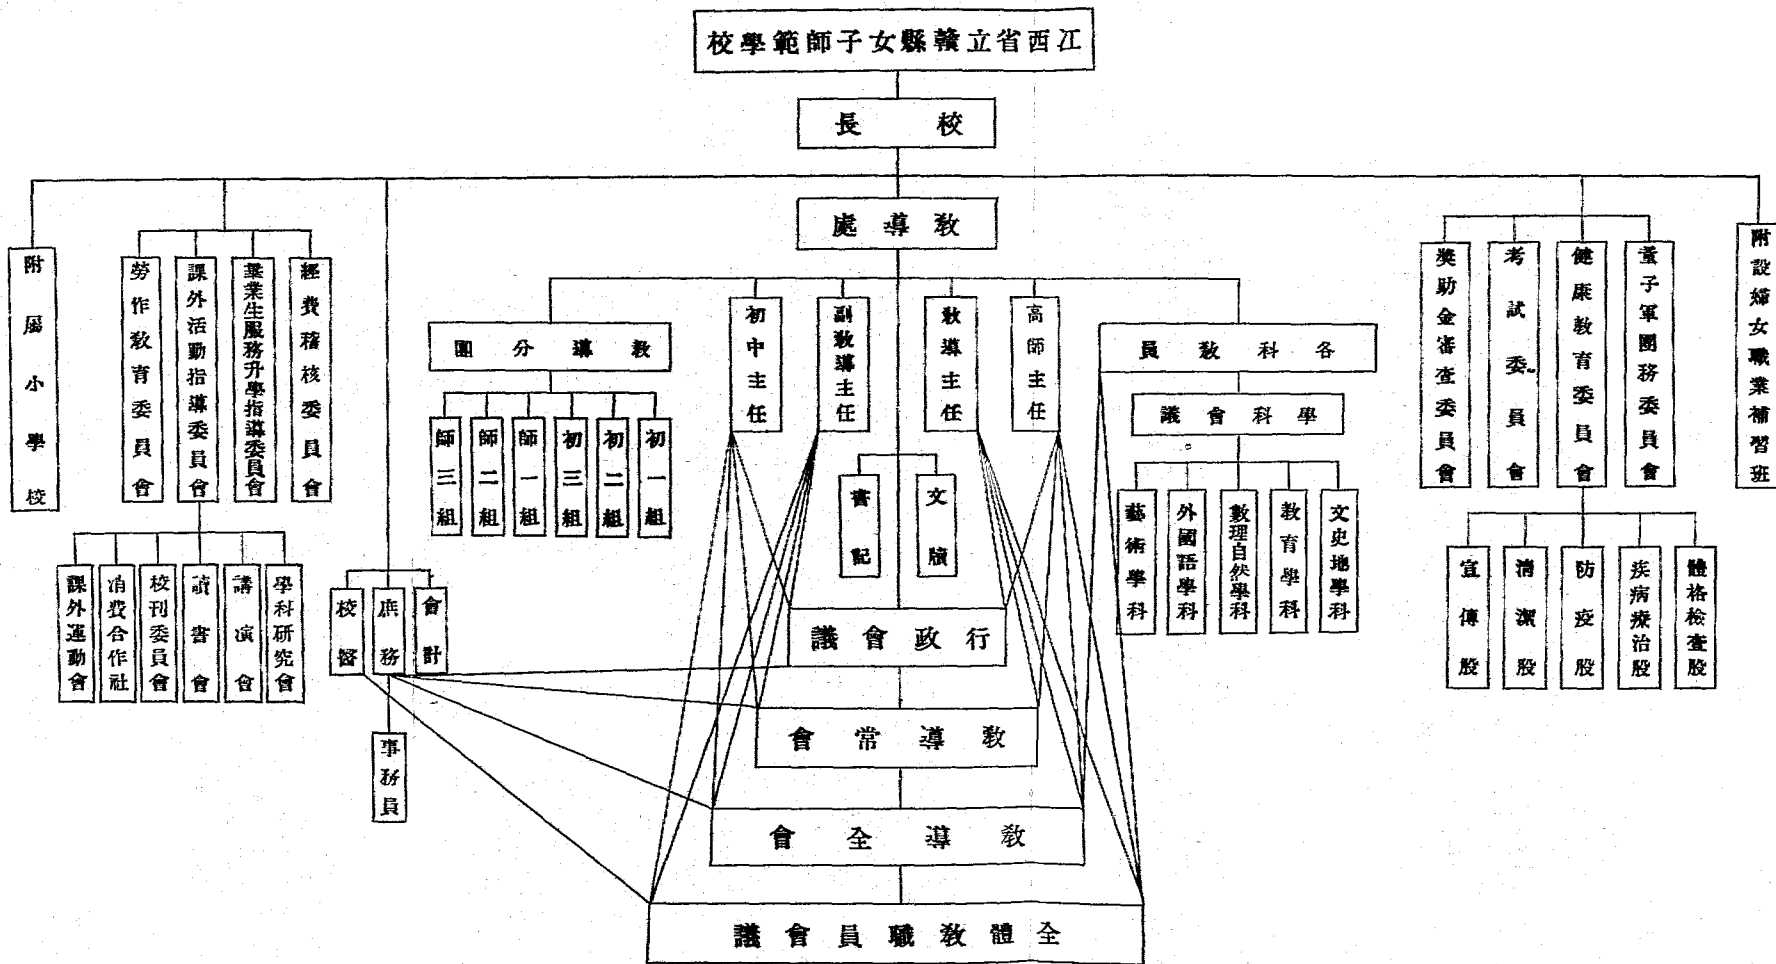 江西省立贛縣女子師範學校
校長
教導處
附設婦女職業補習班
童子軍團務委員會
健康教育委員會
考試委員會
獎助金審查委員會
體格檢查股
疾病療治股
防疫股
清潔股
宣傳股
各科教員
學科會議
文史地學科
教育學科
數理自然學科
外國語學科
藝術學科
高師主任
教導主任
副教導主任
初中主任
文牘
書記
教導分團
初一組
初二組
初三組
師一組
師二組
師三組
經費稽核委員會
畢業生服務升學指導委員會
課外活動指導委員會
勞作教育委員會
學科研究會
講演會
讀書會
校刊委員會
消費合作社
課外運動會
附屬小學校
會計
庶務
校醫
事務員
行政會議
教導常會
教導全會
全體教職員會議